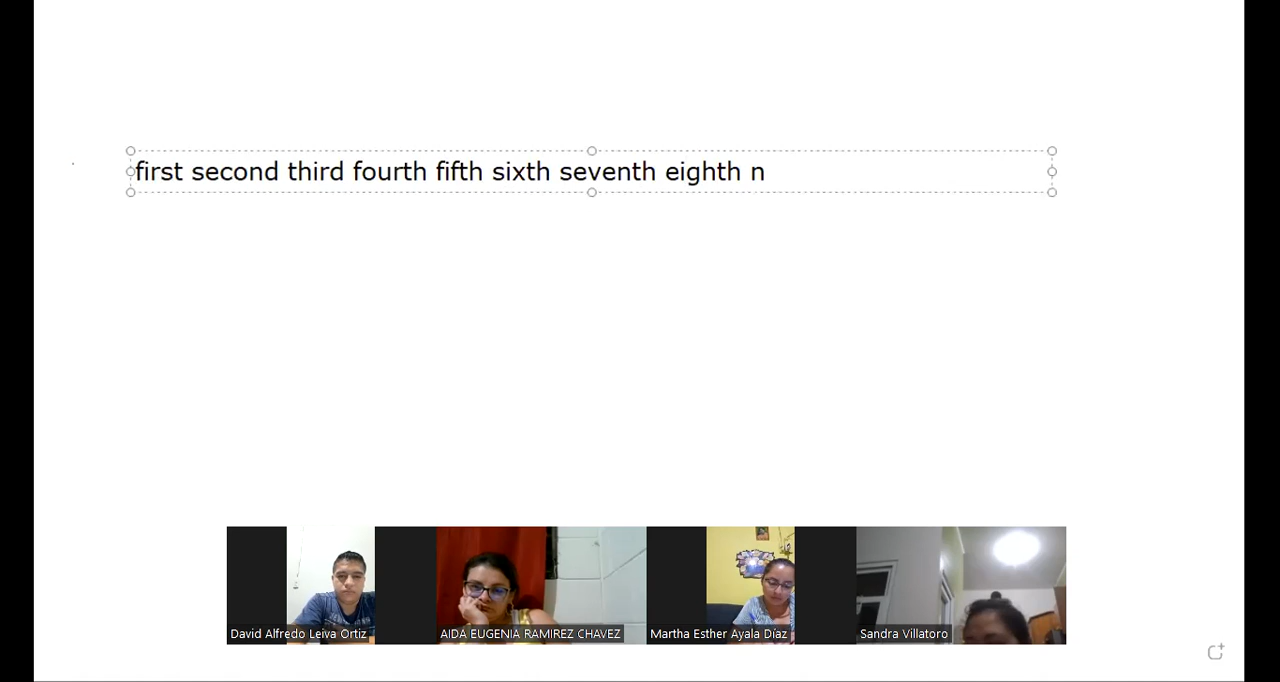 first second third fourth fifth sixth seventh eighth n
David Alfredo Leiva Ortiz
AIDA EUGENIA RAMIREZ CHAVEZ
Martha Esther Ayala Díaz
Sandra Villatoro